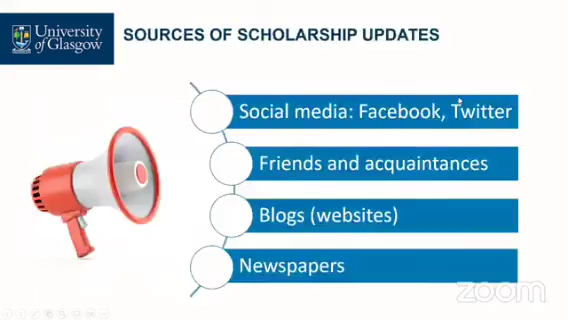 University
of Glasgow
SOURCES OF SCHOLARSHIP UPDATES
Social media: Facebook, Twitter
Friends and acquaintances
Blogs (websites)
Newspapers
zoom